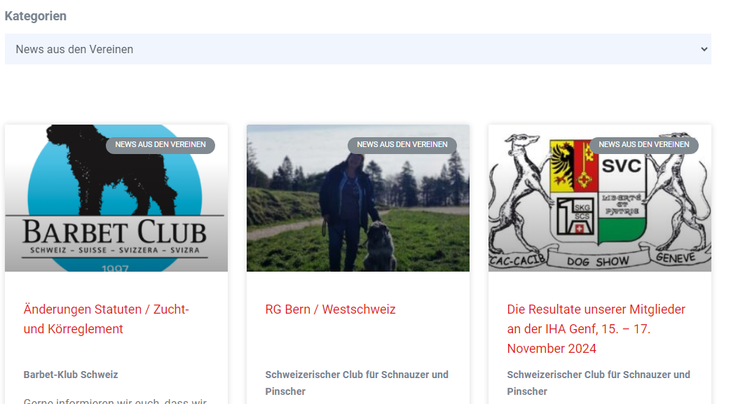 Kategorien
News aus den Vereinen
NEWS AUS DEN VEREINEN
BARBET CLUB
SCHWEIZ – SUISSE – SVIZZERA – SVIZRA
1997
Änderungen Statuten / Zucht-
und Körreglement
Barbet-Klub Schweiz
Gerne informieren wir euch, dass wir
NEWS AUS DEN VEREINEN
RG Bern / Westschweiz
Schweizerischer Club für Schnauzer und
Pinscher
NEWS AUS DEN VEREINEN
SVC
LIBERTÉ
ET
PATRIE
SKG
SCS
CAC-CACIB
DOG SHOW
GENEVE
Die Resultate unserer Mitglieder
an der IHA Genf, 15. – 17.
November 2024
Schweizerischer Club für Schnauzer und
Pinscher